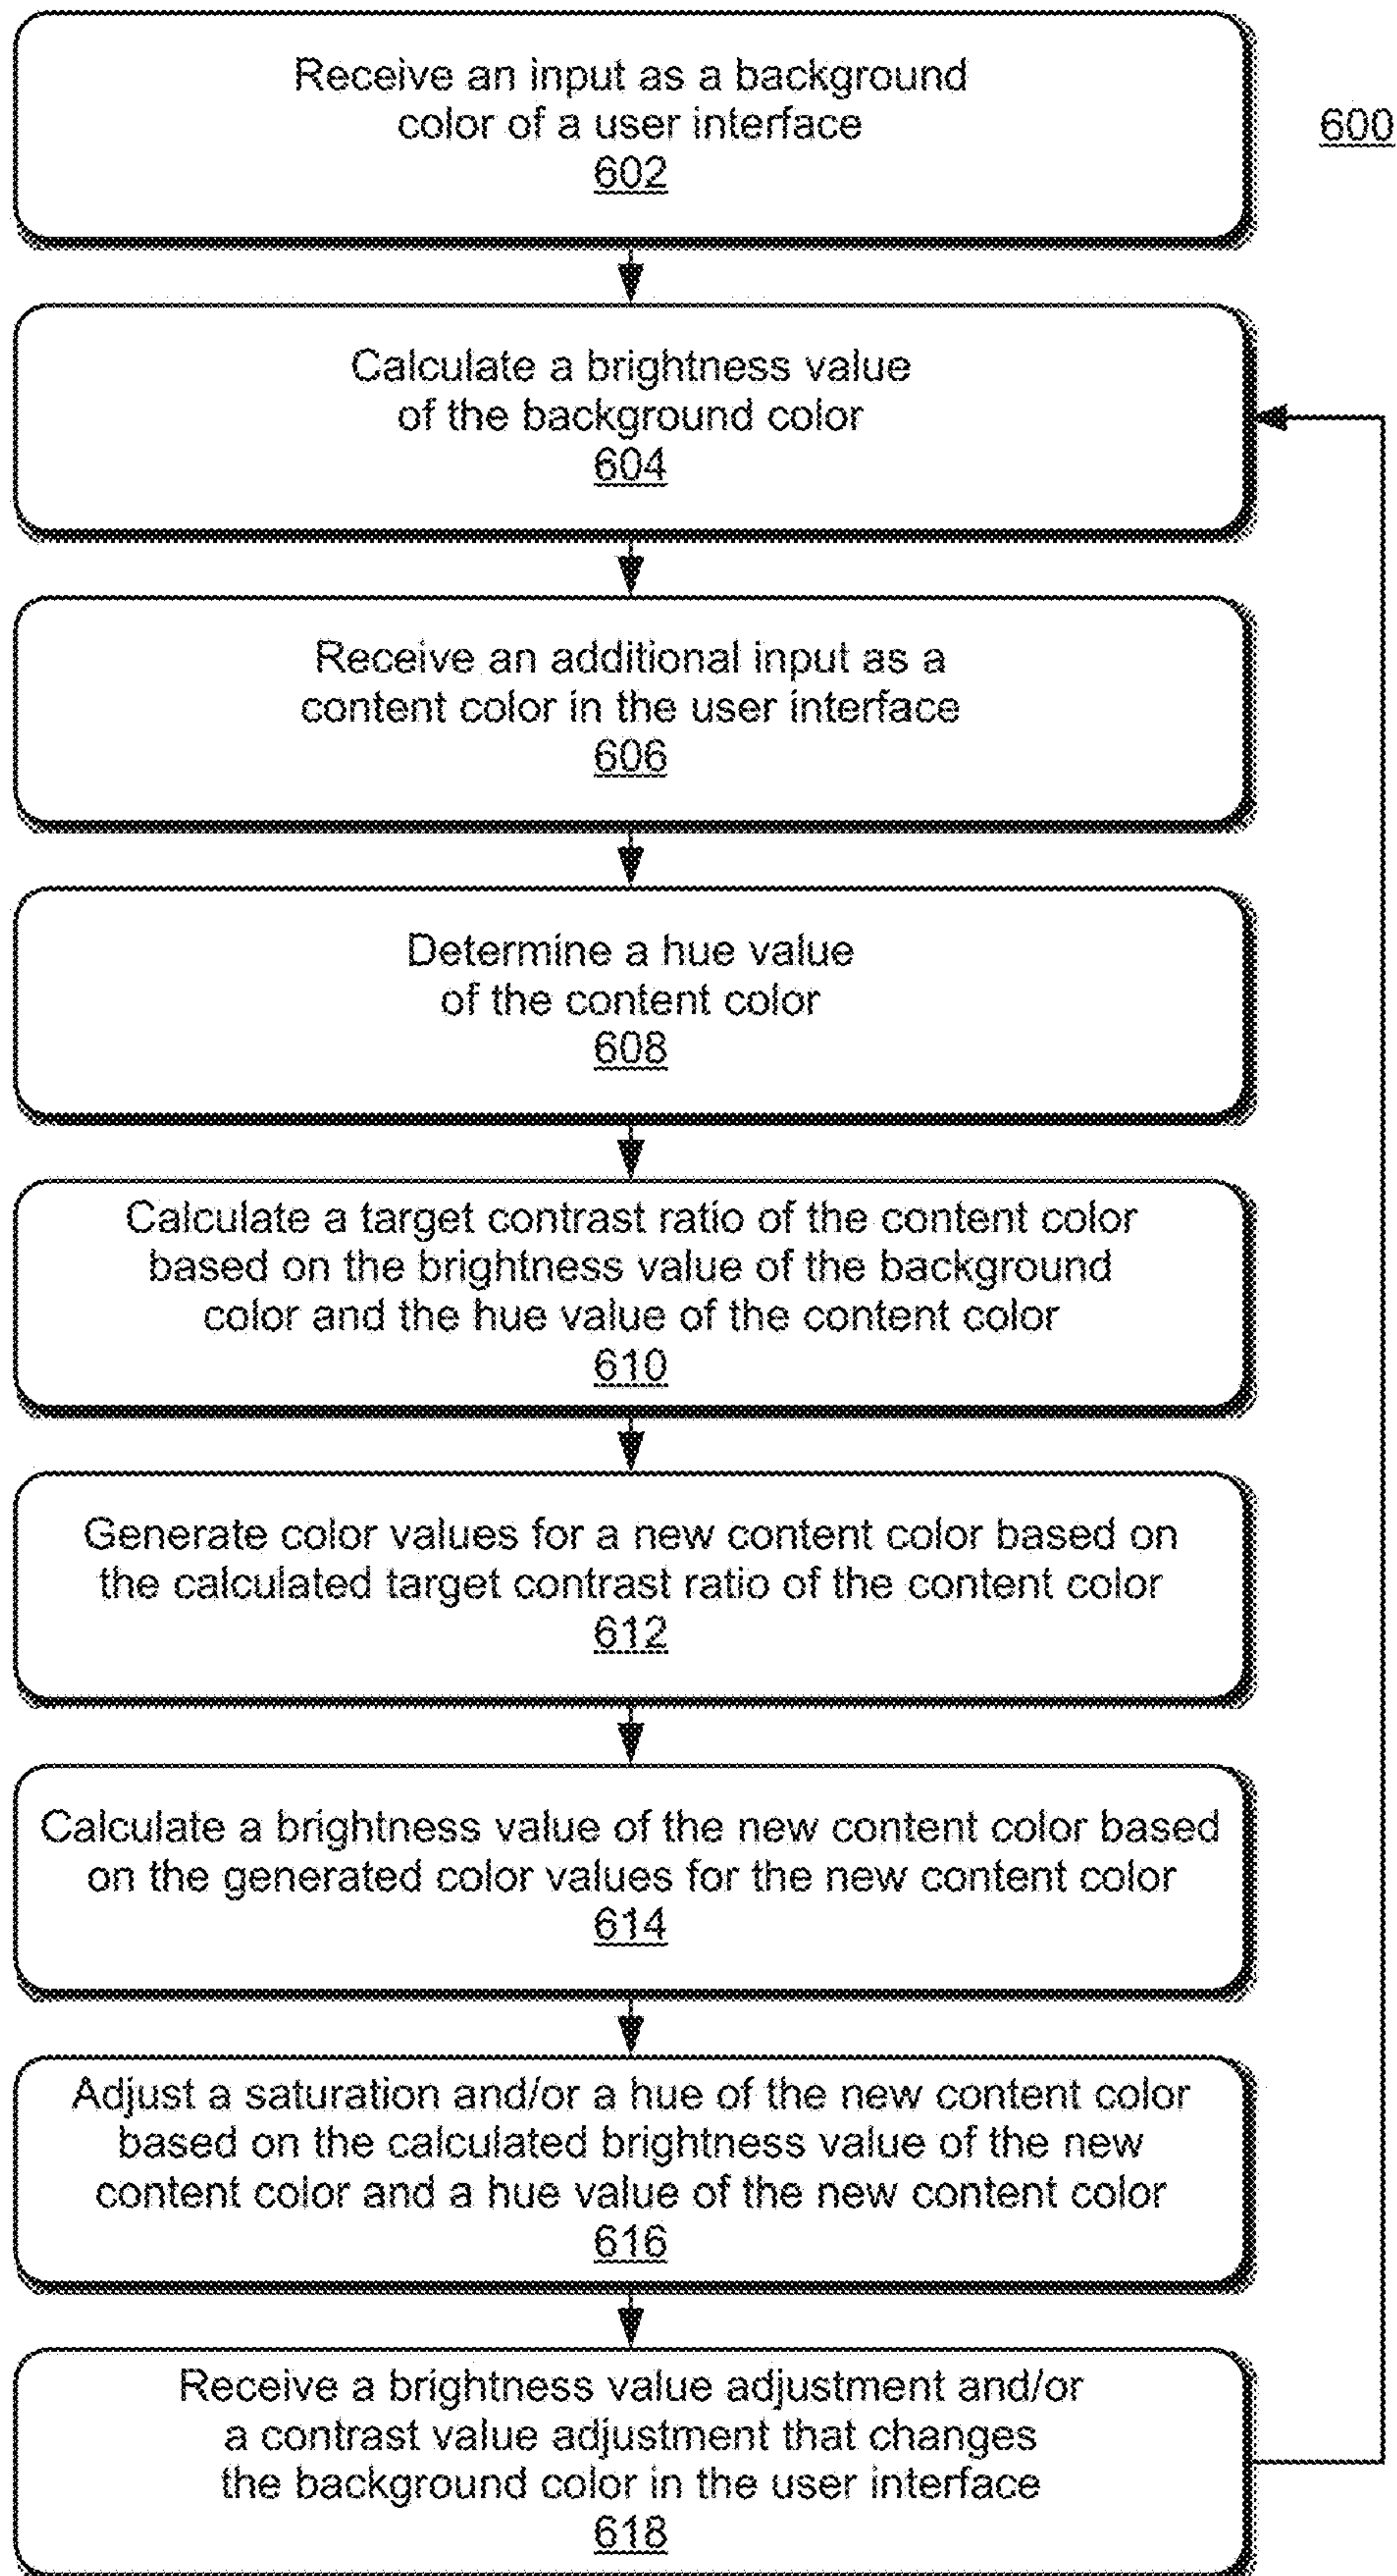 Receive an input as a background
color of a user interface
602
600
Calculate a brightness value
of the background color
604
Receive an additional input as a
content color in the user interface
606
Determine a hue value
of the content color
608
Calculate a target contrast ratio of the content color
based on the brightness value of the background
color and the hue value of the content color
610
Generate color values for a new content color based on
the calculated target contrast ratio of the content color
612
Calculate a brightness value of the new content color based
on the generated color values for the new content color
614
Adjust a saturation and/or a hue of the new content color
based on the calculated brightness value of the new
content color and a hue value of the new content color
616
Receive a brightness value adjustment and/or
a contrast value adjustment that changes
the background color in the user interface
618